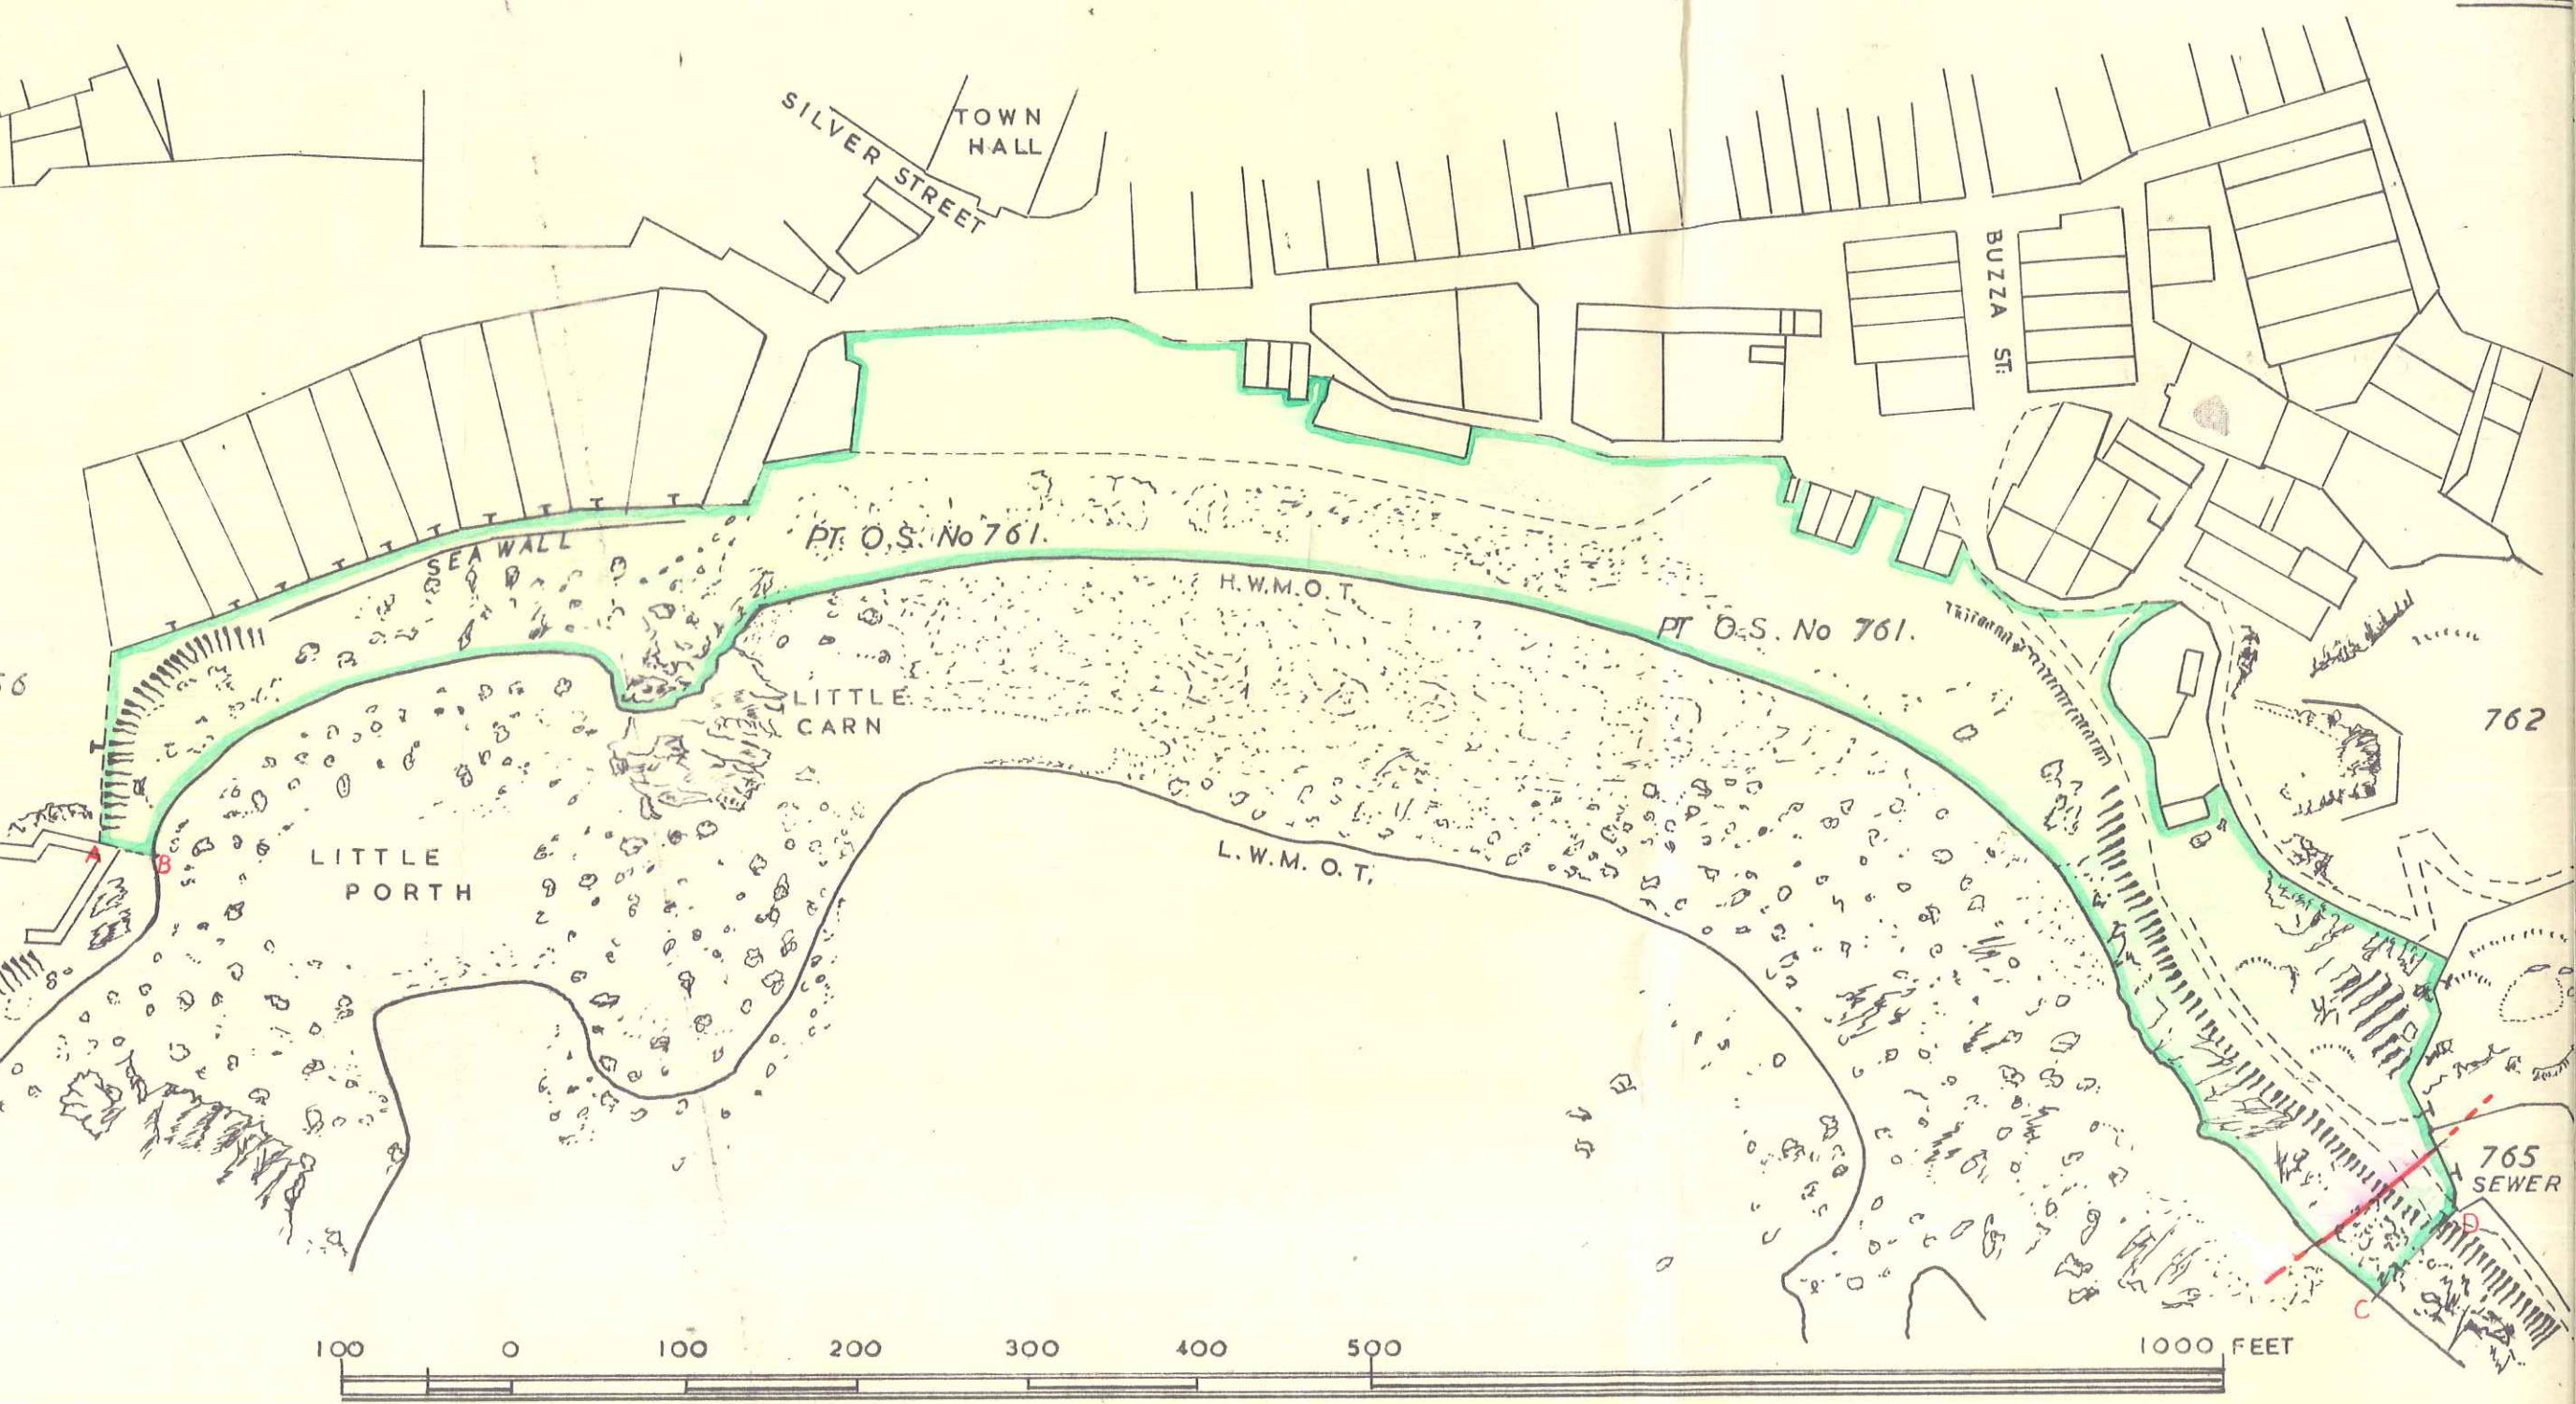 SILVER STREET
TOWN
HALL
BUZZA ST:
SEA WALL
PT. O.S. No 761.
H.W.M.O.T.
PT O.S. No 761.
LITTLE
CARN
762
A
B
LITTLE
PORTH
L.W.M.O.T.
765
SEWER
D
C
100 0 100 200 300 400 500 1000 FEET